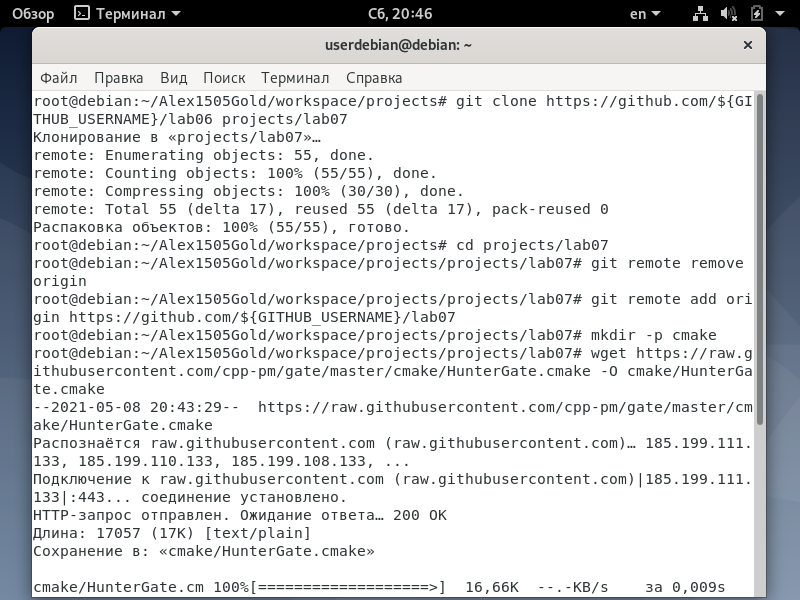 Обзор Терминал Сб, 20:46 en
userdebian@debian: ~ ×
Файл Правка Вид Поиск Терминал Справка
root@debian:~/Alex1505Gold/workspace/projects# git clone https://github.com/${GI
THUB_USERNAME}/lab06 projects/lab07
Клонирование в «projects/lab07»…
remote: Enumerating objects: 55, done.
remote: Counting objects: 100% (55/55), done.
remote: Compressing objects: 100% (30/30), done.
remote: Total 55 (delta 17), reused 55 (delta 17), pack-reused 0
Распаковка объектов: 100% (55/55), готово.
root@debian:~/Alex1505Gold/workspace/projects# cd projects/lab07
root@debian:~/Alex1505Gold/workspace/projects/projects/lab07# git remote remove
origin
root@debian:~/Alex1505Gold/workspace/projects/projects/lab07# git remote add ori
gin https://github.com/${GITHUB_USERNAME}/lab07
root@debian:~/Alex1505Gold/workspace/projects/projects/lab07# mkdir -p cmake
root@debian:~/Alex1505Gold/workspace/projects/projects/lab07# wget https://raw.g
ithubusercontent.com/cpp-pm/gate/master/cmake/HunterGate.cmake -O cmake/HunterGa
te.cmake
--2021-05-08 20:43:29--  https://raw.githubusercontent.com/cpp-pm/gate/master/cm
ake/HunterGate.cmake
Распознаётся raw.githubusercontent.com (raw.githubusercontent.com)… 185.199.111.
133, 185.199.110.133, 185.199.108.133, ...
Подключение к raw.githubusercontent.com (raw.githubusercontent.com)|185.199.111.
133|:443... соединение установлено.
HTTP-запрос отправлен. Ожидание ответа… 200 OK
Длина: 17057 (17K) [text/plain]
Сохранение в: «cmake/HunterGate.cmake»
cmake/HunterGate.cm 100%[===================>]  16,66K  --.-KB/s    за 0,009s